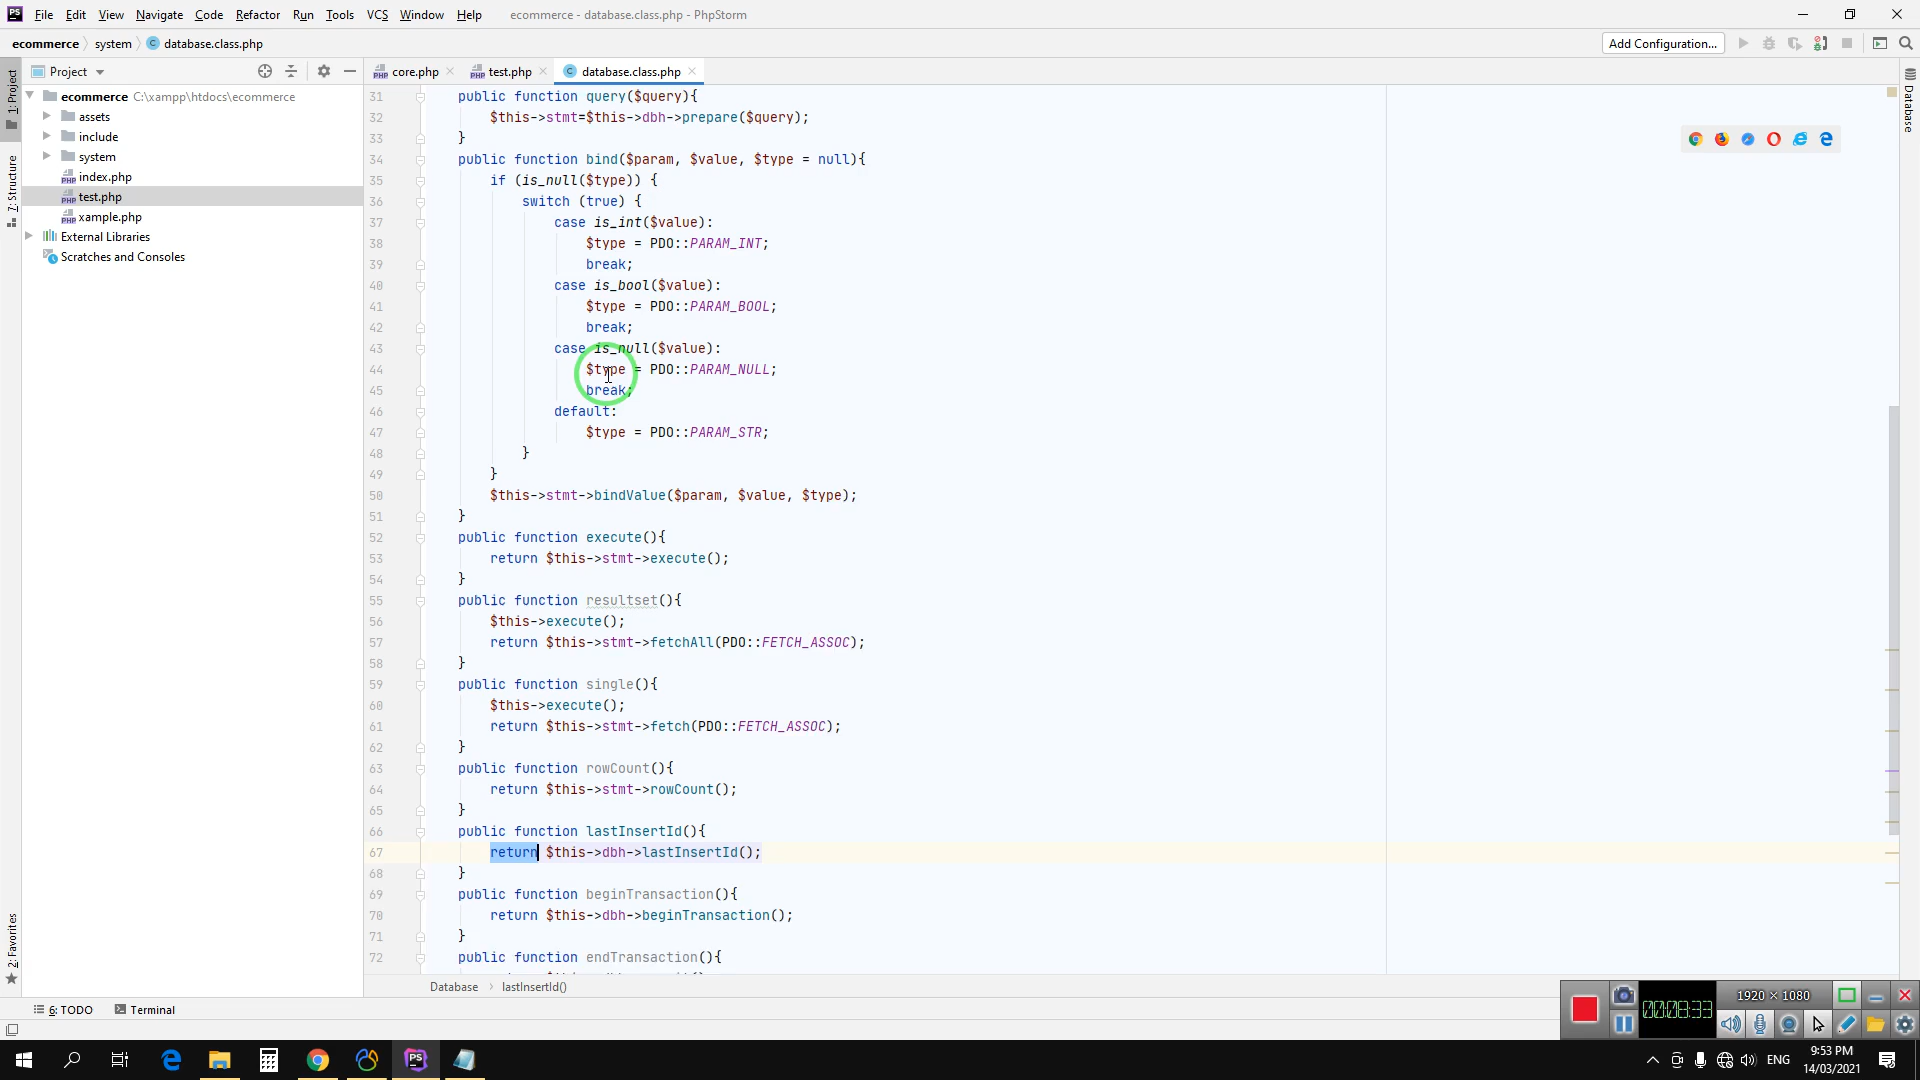 PS File Edit View Navigate Code Refactor Run Tools VCS Window Help ecommerce - database.class.php - PhpStorm
ecommerce system database.class.php Add Configuration...
Project core.php test.php database.class.php
1: Project
7: Structure
2: Favorites
Database
ecommerce C:\xampp\htdocs\ecommerce
assets
include
system
index.php
test.php
xample.php
External Libraries
Scratches and Consoles
31 public function query($query){
32 $this->stmt=$this->dbh->prepare($query);
33 }
34 public function bind($param, $value, $type = null){
35 if (is_null($type)) {
36 switch (true) {
37 case is_int($value):
38 $type = PDO::PARAM_INT;
39 break;
40 case is_bool($value):
41 $type = PDO::PARAM_BOOL;
42 break;
43 case is_null($value):
44 $type = PDO::PARAM_NULL;
45 break;
46 default:
47 $type = PDO::PARAM_STR;
48 }
49 }
50 $this->stmt->bindValue($param, $value, $type);
51 }
52 public function execute(){
53 return $this->stmt->execute();
54 }
55 public function resultset(){
56 $this->execute();
57 return $this->stmt->fetchAll(PDO::FETCH_ASSOC);
58 }
59 public function single(){
60 $this->execute();
61 return $this->stmt->fetch(PDO::FETCH_ASSOC);
62 }
63 public function rowCount(){
64 return $this->stmt->rowCount();
65 }
66 public function lastInsertId(){
67 return $this->dbh->lastInsertId();
68 }
69 public function beginTransaction(){
70 return $this->dbh->beginTransaction();
71 }
72 public function endTransaction(){
Database lastInsertId()
6: TODO Terminal
00:08:33 1920 × 1080
ENG 9:53 PM
14/03/2021